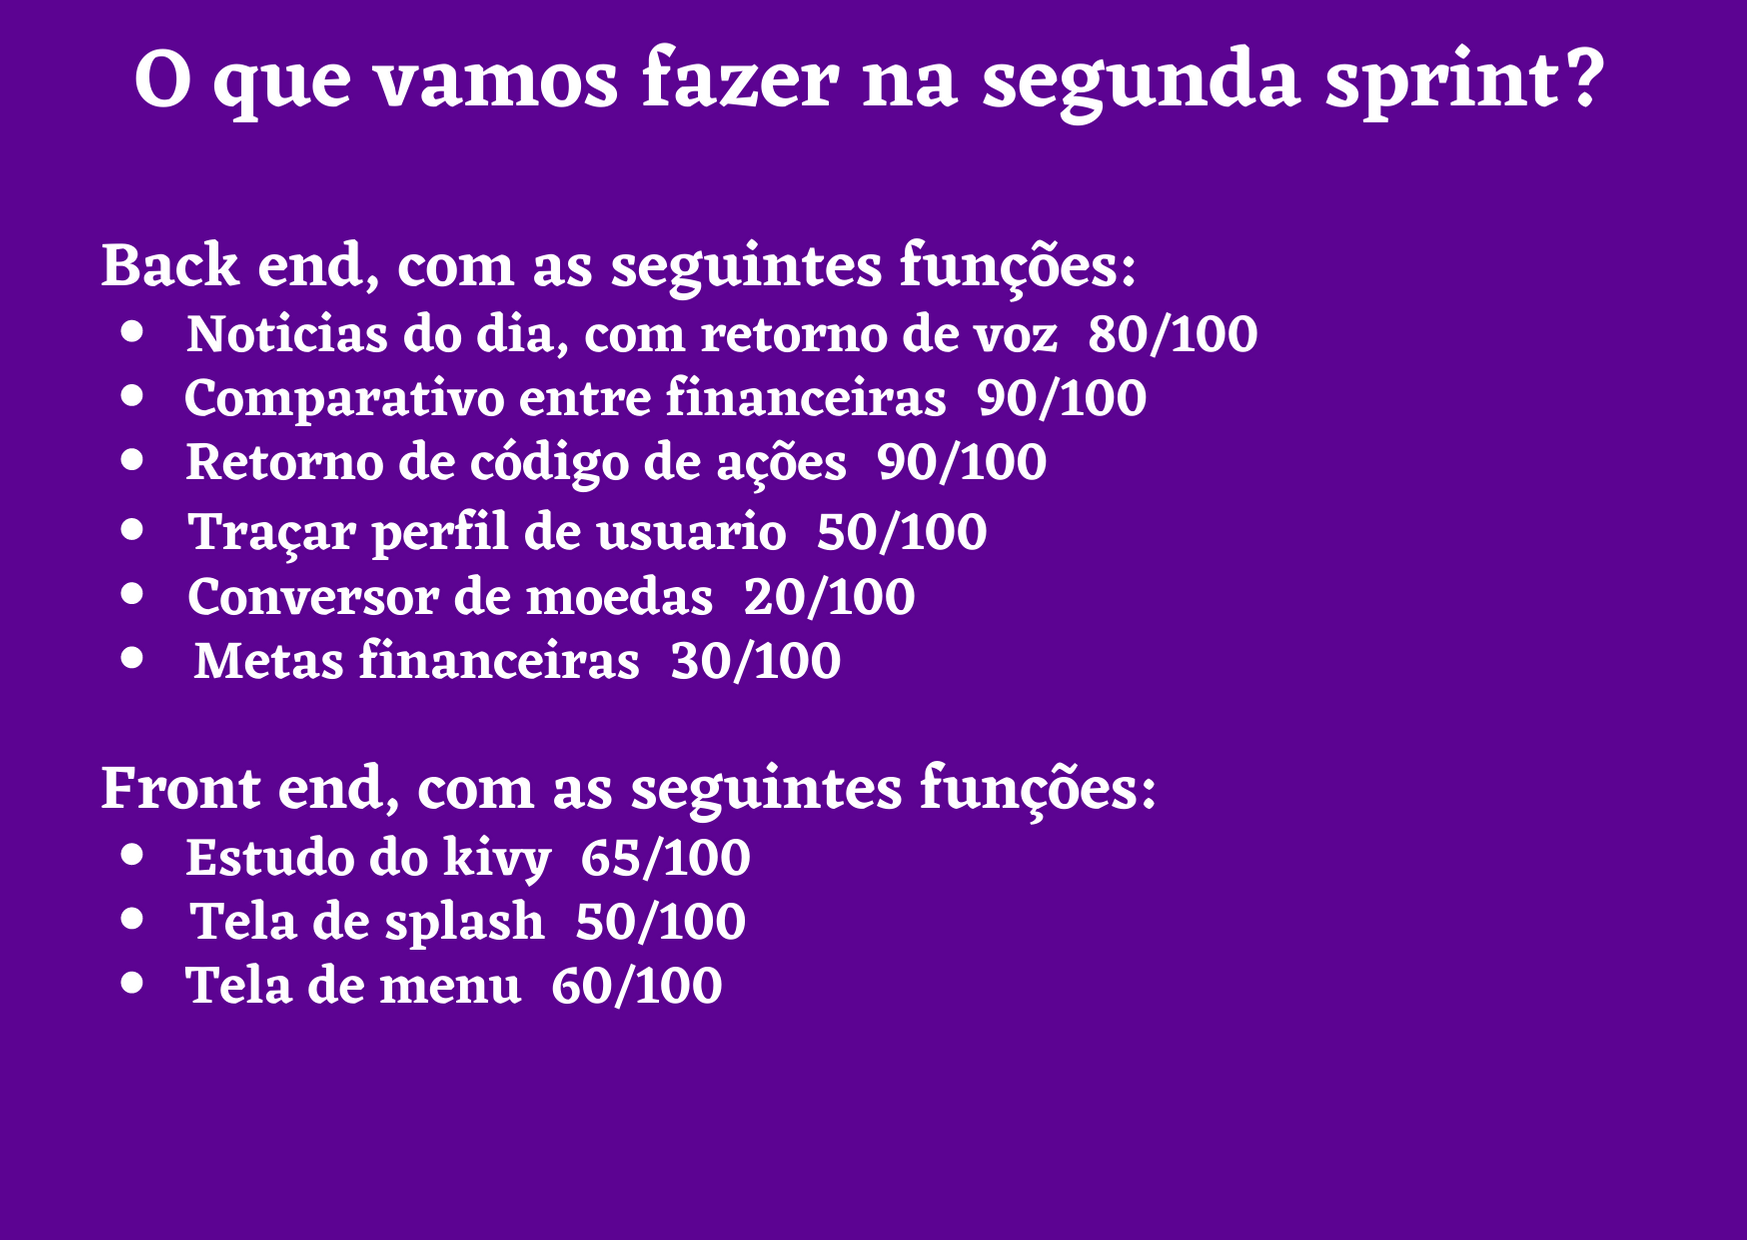 O que vamos fazer na segunda sprint?
Back end, com as seguintes funções:
• Noticias do dia, com retorno de voz 80/100
• Comparativo entre financeiras 90/100
• Retorno de código de ações 90/100
• Traçar perfil de usuario 50/100
• Conversor de moedas 20/100
• Metas financeiras 30/100
Front end, com as seguintes funções:
• Estudo do kivy 65/100
• Tela de splash 50/100
• Tela de menu 60/100